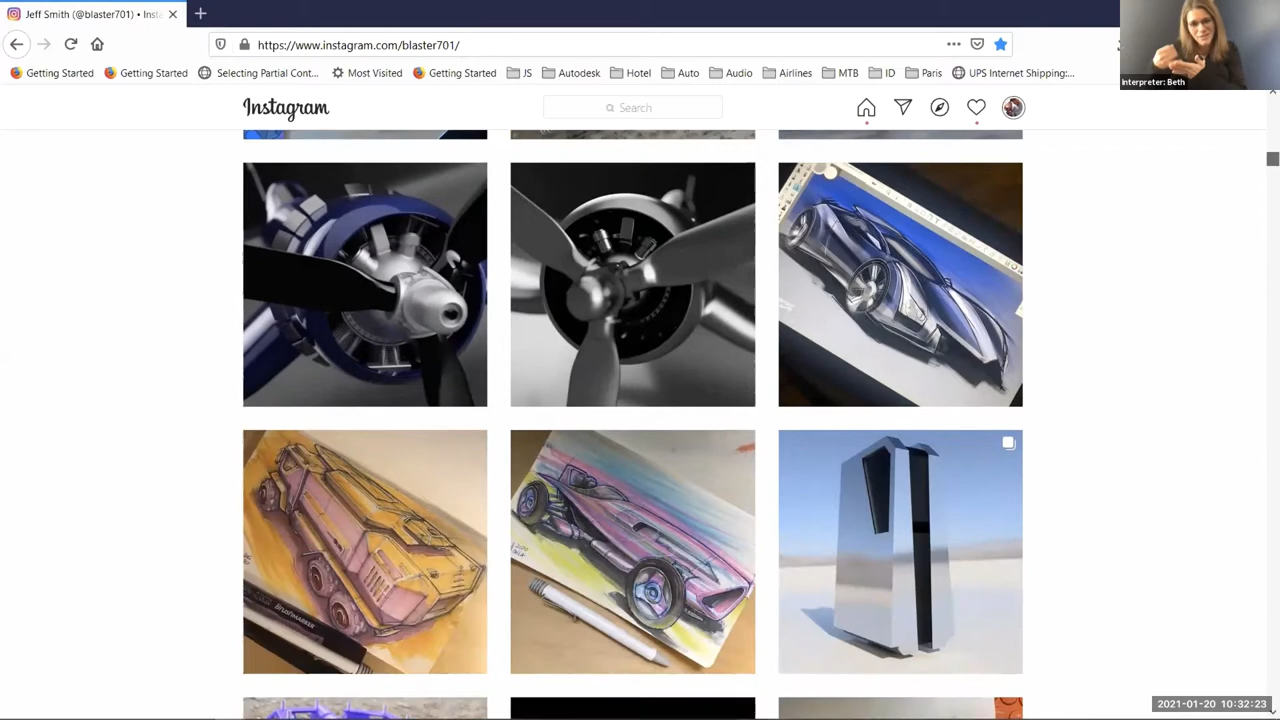 Jeff Smith (@blaster701) • Inst
https://www.instagram.com/blaster701/
Getting Started
Getting Started
Selecting Partial Cont...
Most Visited
Getting Started
JS
Autodesk
Hotel
Auto
Audio
Airlines
MTB
ID
Paris
UPS Internet Shipping:...
Interpreter: Beth
Instagram
Search
BRUSHMARKER
2021-01-20 10:32:23